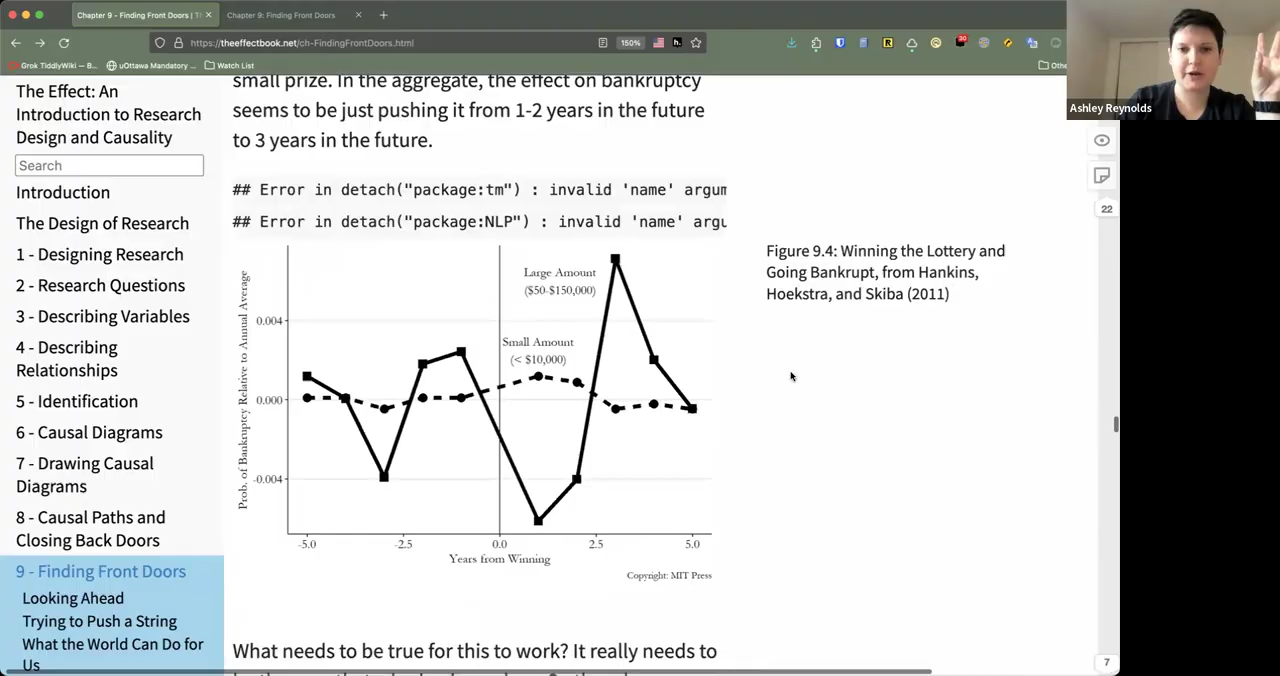 Chapter 9 - Finding Front Doors | Th
Chapter 9: Finding Front Doors
https://theeffectbook.net/ch-FindingFrontDoors.html
150%
h.
R
30
Grok TiddlyWiki — B...
uOttawa Mandatory ...
Watch List
Othe
Ashley Reynolds
The Effect: An
Introduction to Research
Design and Causality
Search
Introduction
The Design of Research
1 - Designing Research
2 - Research Questions
3 - Describing Variables
4 - Describing
Relationships
5 - Identification
6 - Causal Diagrams
7 - Drawing Causal
Diagrams
8 - Causal Paths and
Closing Back Doors
9 - Finding Front Doors
Looking Ahead
Trying to Push a String
What the World Can Do for
Us
small prize. In the aggregate, the effect on bankruptcy
seems to be just pushing it from 1-2 years in the future
to 3 years in the future.
## Error in detach("package:tm") : invalid 'name' argum
## Error in detach("package:NLP") : invalid 'name' argu
Prob. of Bankruptcy Relative to Annual Average
0.004
0.000
-0.004
Large Amount
($50-$150,000)
Small Amount
(< $10,000)
-5.0
-2.5
0.0
2.5
5.0
Years from Winning
Copyright: MIT Press
Figure 9.4: Winning the Lottery and
Going Bankrupt, from Hankins,
Hoekstra, and Skiba (2011)
What needs to be true for this to work? It really needs to
22
7